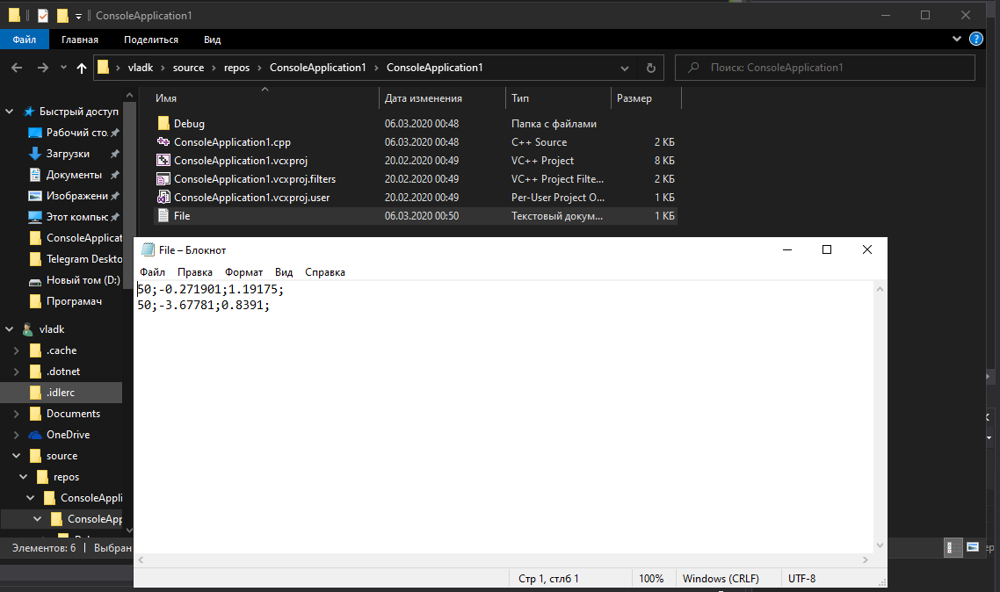 ConsoleApplication1
Файл Главная Поделиться Вид
vladk › source › repos › ConsoleApplication1 › ConsoleApplication1
Поиск: ConsoleApplication1
Имя Дата изменения Тип Размер
Debug 06.03.2020 00:48 Папка с файлами
ConsoleApplication1.cpp 06.03.2020 00:48 C++ Source 2 КБ
ConsoleApplication1.vcxproj 20.02.2020 00:49 VC++ Project 8 КБ
ConsoleApplication1.vcxproj.filters 20.02.2020 00:49 VC++ Project Filte... 2 КБ
ConsoleApplication1.vcxproj.user 20.02.2020 00:49 Per-User Project O... 1 КБ
File 06.03.2020 00:50 Текстовый докум... 1 КБ
Быстрый доступ
Рабочий сто.
Загрузки
Документы
Изображени
Этот компьс
ConsoleApplicat
Telegram Deskto
Новый том (D:)
Програмач
vladk
.cache
.dotnet
.idlerc
Documents
OneDrive
source
repos
ConsoleAppli
ConsoleApp
Элементов: 6 Выбран
File – Блокнот
Файл Правка Формат Вид Справка
50;-0.271901;1.19175;
50;-3.67781;0.8391;
Стр 1, стлб 1 100% Windows (CRLF) UTF-8